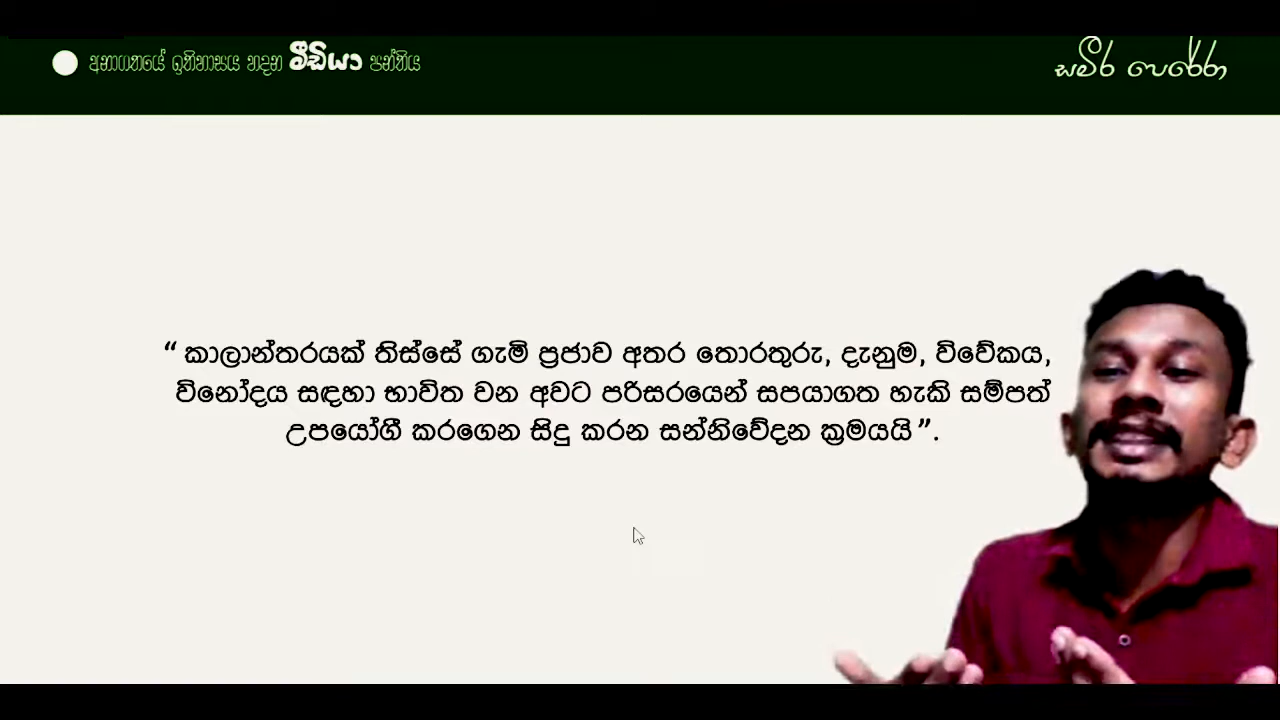 අනාගතයේ ඉතිහාසය හදන මීඩියා පන්තිය
සමීර පෙරේරා
“ කාලාන්තරයක් තිස්සේ ගැමි ප්‍රජාව අතර තොරතුරු, දැනුම, විවේකය,
විනෝදය සඳහා භාවිත වන අවට පරිසරයෙන් සපයාගත හැකි සම්පත්
උපයෝගී කරගෙන සිදු කරන සන්නිවේදන ක්‍රමයයි ”.